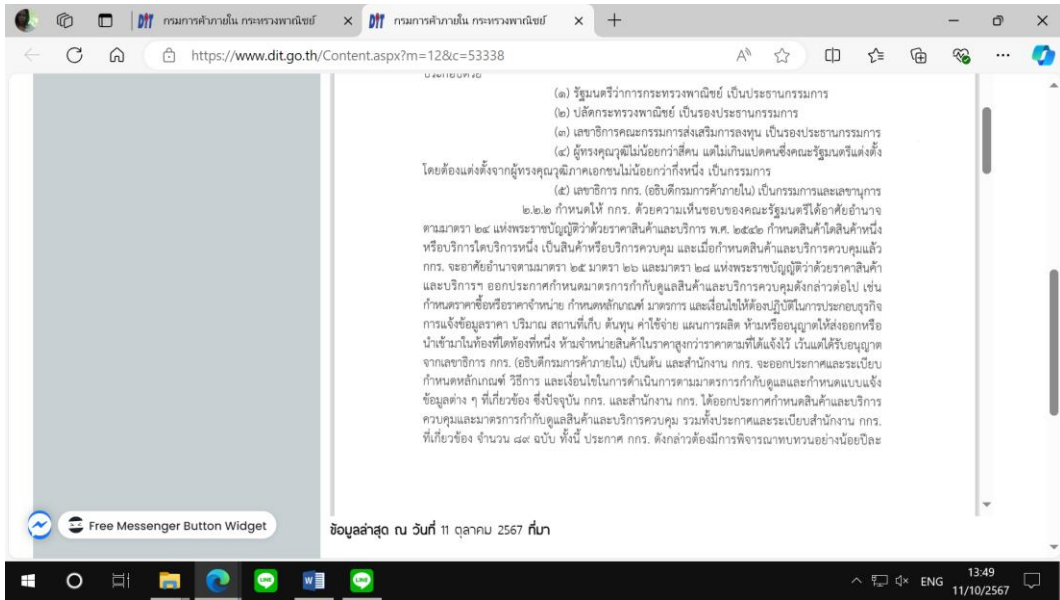 กรมการค้าภายใน กระทรวงพาณิชย์
กรมการค้าภายใน กระทรวงพาณิชย์
https://www.dit.go.th/Content.aspx?m=12&c=53338
ประกอบด้วย
(๑) รัฐมนตรีว่าการกระทรวงพาณิชย์ เป็นประธานกรรมการ
(๒) ปลัดกระทรวงพาณิชย์ เป็นรองประธานกรรมการ
(๓) เลขาธิการคณะกรรมการส่งเสริมการลงทุน เป็นรองประธานกรรมการ
(๔) ผู้ทรงคุณวุฒิไม่น้อยกว่าสี่คน แต่ไม่เกินแปดคนซึ่งคณะรัฐมนตรีแต่งตั้ง
โดยต้องแต่งตั้งจากผู้ทรงคุณวุฒิภาคเอกชนไม่น้อยกว่ากึ่งหนึ่ง เป็นกรรมการ
(๕) เลขาธิการ กกร. (อธิบดีกรมการค้าภายใน) เป็นกรรมการและเลขานุการ
๒.๒.๒ กำหนดให้ กกร. ด้วยความเห็นชอบของคณะรัฐมนตรีได้อาศัยอำนาจ
ตามมาตรา ๒๔ แห่งพระราชบัญญัติว่าด้วยราคาสินค้าและบริการ พ.ศ. ๒๕๔๒ กำหนดสินค้าใดสินค้าหนึ่ง
หรือบริการใดบริการหนึ่ง เป็นสินค้าหรือบริการควบคุม และเมื่อกำหนดสินค้าและบริการควบคุมแล้ว
กกร. จะอาศัยอำนาจตามมาตรา ๒๕ มาตรา ๒๖ และมาตรา ๒๘ แห่งพระราชบัญญัติว่าด้วยราคาสินค้า
และบริการฯ ออกประกาศกำหนดมาตรการกำกับดูแลสินค้าและบริการควบคุมดังกล่าวต่อไป เช่น
กำหนดราคาซื้อหรือราคาจำหน่าย กำหนดหลักเกณฑ์ มาตรการ และเงื่อนไขให้ต้องปฏิบัติในการประกอบธุรกิจ
การแจ้งข้อมูลราคา ปริมาณ สถานที่เก็บ ต้นทุน ค่าใช้จ่าย แผนการผลิต ห้ามหรืออนุญาตให้ส่งออกหรือ
นำเข้ามาในท้องที่ใดท้องที่หนึ่ง ห้ามจำหน่ายสินค้าในราคาสูงกว่าราคาตามที่ได้แจ้งไว้ เว้นแต่ได้รับอนุญาต
จากเลขาธิการ กกร. (อธิบดีกรมการค้าภายใน) เป็นต้น และสำนักงาน กกร. จะออกประกาศและระเบียบ
กำหนดหลักเกณฑ์ วิธีการ และเงื่อนไขในการดำเนินการตามมาตรการกำกับดูแลและกำหนดแบบแจ้ง
ข้อมูลต่าง ๆ ที่เกี่ยวข้อง ซึ่งปัจจุบัน กกร. และสำนักงาน กกร. ได้ออกประกาศกำหนดสินค้าและบริการ
ควบคุมและมาตรการกำกับดูแลสินค้าและบริการควบคุม รวมทั้งประกาศและระเบียบสำนักงาน กกร.
ที่เกี่ยวข้อง จำนวน ๘๙ ฉบับ ทั้งนี้ ประกาศ กกร. ดังกล่าวต้องมีการพิจารณาทบทวนอย่างน้อยปีละ
Free Messenger Button Widget
ข้อมูลล่าสุด ณ วันที่ 11 ตุลาคม 2567 ที่มา
ENG
13:49
11/10/2567